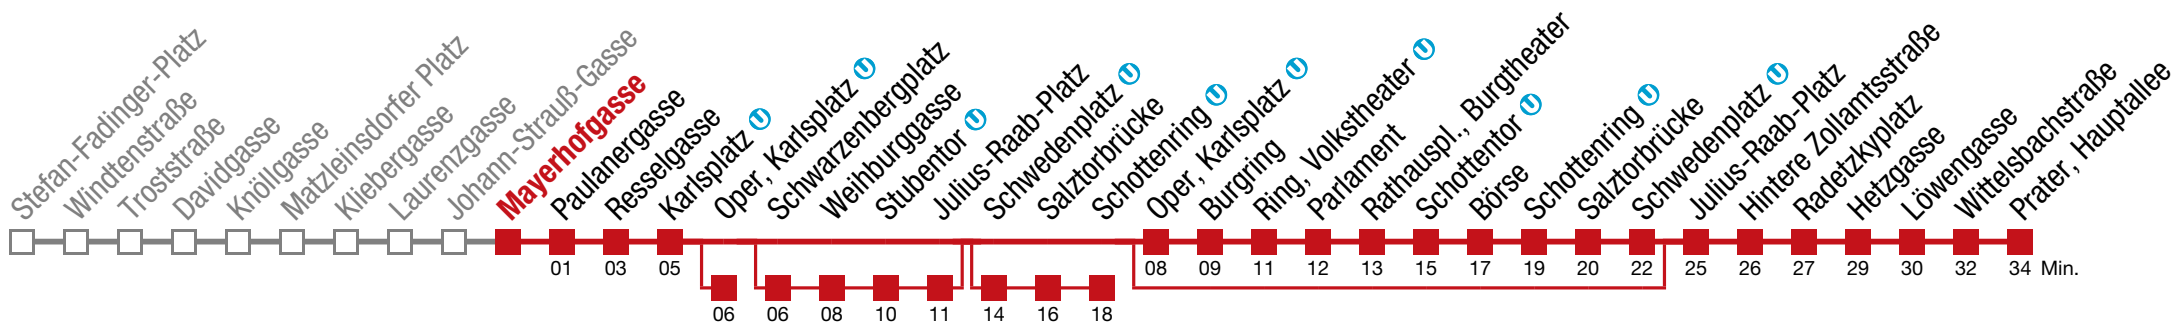 Stefan-Fadinger-Platz
Windtenstraße
Troststraße
Davidgasse
Knöllgasse
Matzleinsdorfer Platz
Kliebergasse
Laurenzgasse
Johann-Strauß-Gasse
Mayerhofgasse
Paulanergasse
Resselgasse
Karlsplatz U
Oper, Karlsplatz U
Schwarzenbergplatz
Weihburggasse
Stubentor U
Julius-Raab-Platz
Schwedenplatz U
Salztorbrücke
Schottenring U
Oper, Karlsplatz U
Burgring
Ring, Volkstheater U
Parlament
Rathauspl., Burgtheater
Schottentor U
Börse
Schottenring U
Salztorbrücke
Schwedenplatz U
Julius-Raab-Platz
Hintere Zollamtsstraße
Radetzkyplatz
Hetzgasse
Löwengasse
Wittelsbachstraße
Prater, Hauptallee
01 03 05 08 09 11 12 13 15 17 19 20 22 25 26 27 29 30 32 34 Min.
06 06 08 10 11 14 16 18